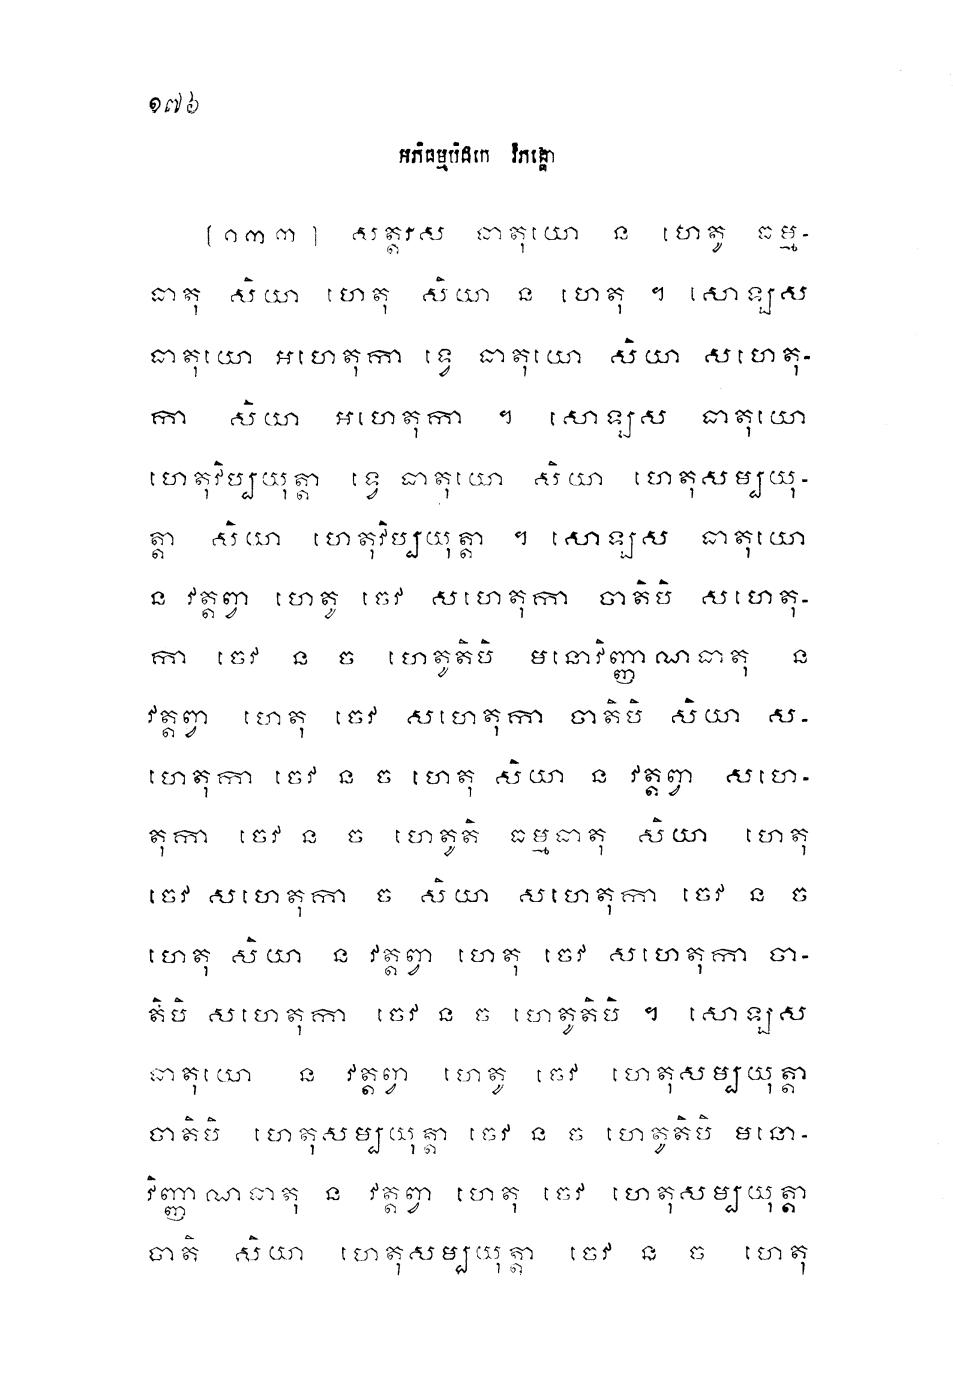 ១៧៦
អភិធម្មបិដកេ វិភង្គោ
[១៣៣] សត្តរស ធាតុយោ ន ហេតូ ធម្ម-
ធាតុ សិយា ហេតុ សិយា ន ហេតុ ។ សោឡស
ធាតុយោ អហេតុកា ទ្វេ ធាតុយោ សិយា សហេតុ-
កា សិយា អហេតុកា ។ សោឡស ធាតុយោ
ហេតុវិប្បយុត្តា ទ្វេ ធាតុយោ សិយា ហេតុសម្បយុ-
ត្តា សិយា ហេតុវិប្បយុត្តា ។ សោឡស ធាតុយោ
ន វត្តព្វា ហេតូ ចេវ សហេតុកា ចាតិបិ សហេតុ-
កា ចេវ ន ច ហេតូតិបិ មនោវិញ្ញាណធាតុ ន
វត្តព្វា ហេតុ ចេវ សហេតុកា ចាតិបិ សិយា ស-
ហេតុកា ចេវ ន ច ហេតុ សិយា ន វត្តព្វា សហេ-
តុកា ចេវ ន ច ហេតូតិ ធម្មធាតុ សិយា ហេតុ
ចេវ សហេតុកា ច សិយា សហេតុកា ចេវ ន ច
ហេតុ សិយា ន វត្តព្វា ហេតុ ចេវ សហេតុកា ចា-
តិបិ សហេតុកា ចេវ ន ច ហេតូតិបិ ។ សោឡស
ធាតុយោ ន វត្តព្វា ហេតូ ចេវ ហេតុសម្បយុត្តា
ចាតិបិ ហេតុសម្បយុត្តា ចេវ ន ច ហេតូតិបិ មនោ-
វិញ្ញាណធាតុ ន វត្តព្វា ហេតុ ចេវ ហេតុសម្បយុត្តា
ចាតិ សិយា ហេតុសម្បយុត្តា ចេវ ន ច ហេតុ